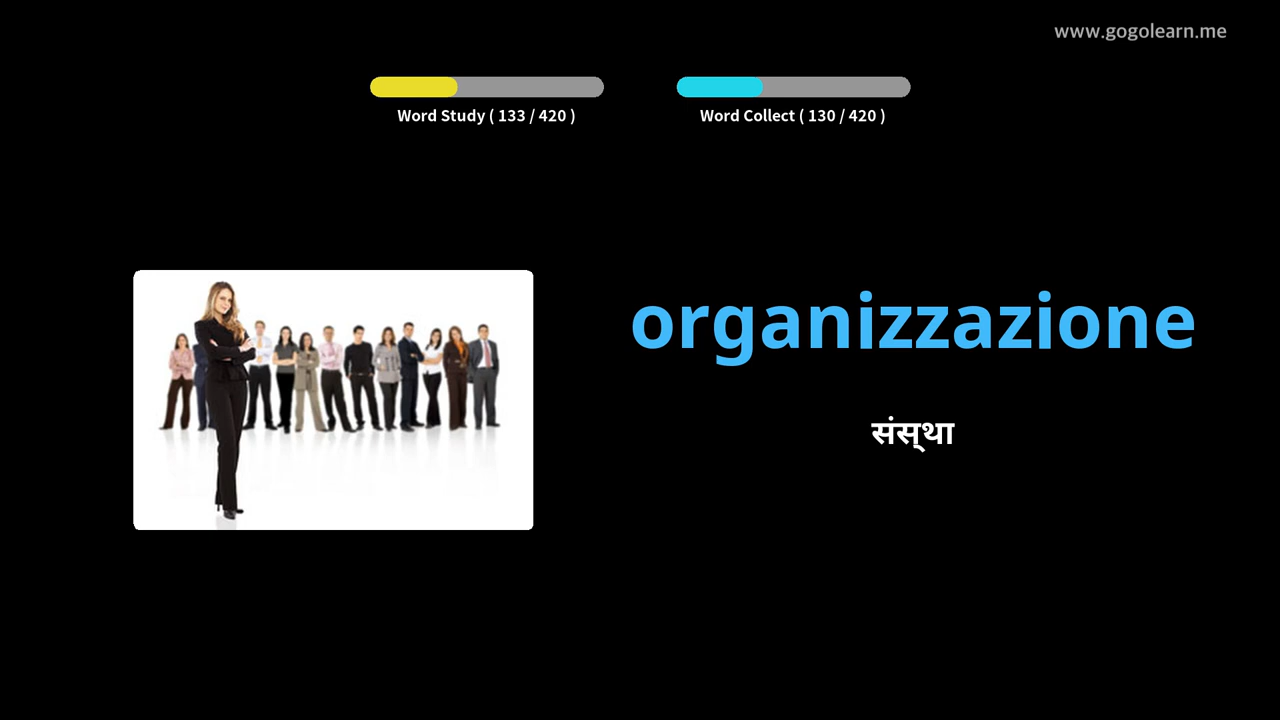 www.gogolearn.me
Word Study ( 133 / 420 )
Word Collect ( 130 / 420 )
organizzazione
संस्था